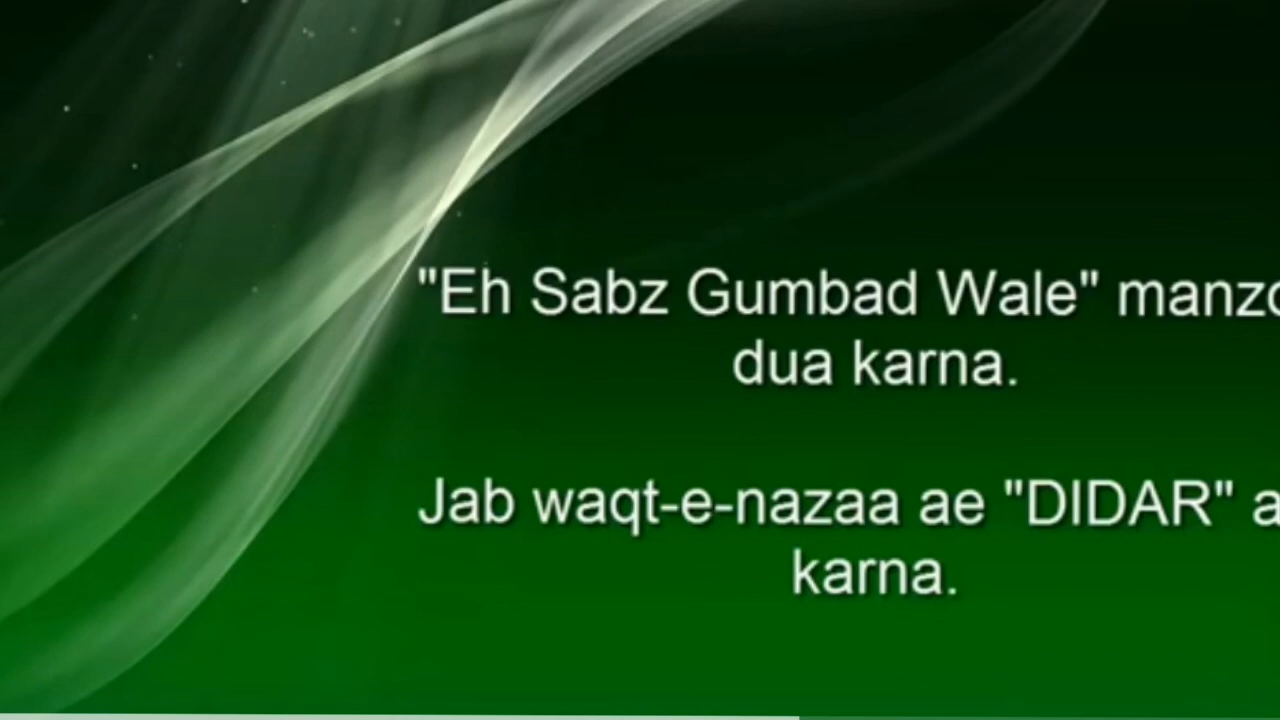 "Eh Sabz Gumbad Wale"
dua karna.
Jab waqt-e-nazaa ae "DIDAR"
karna.